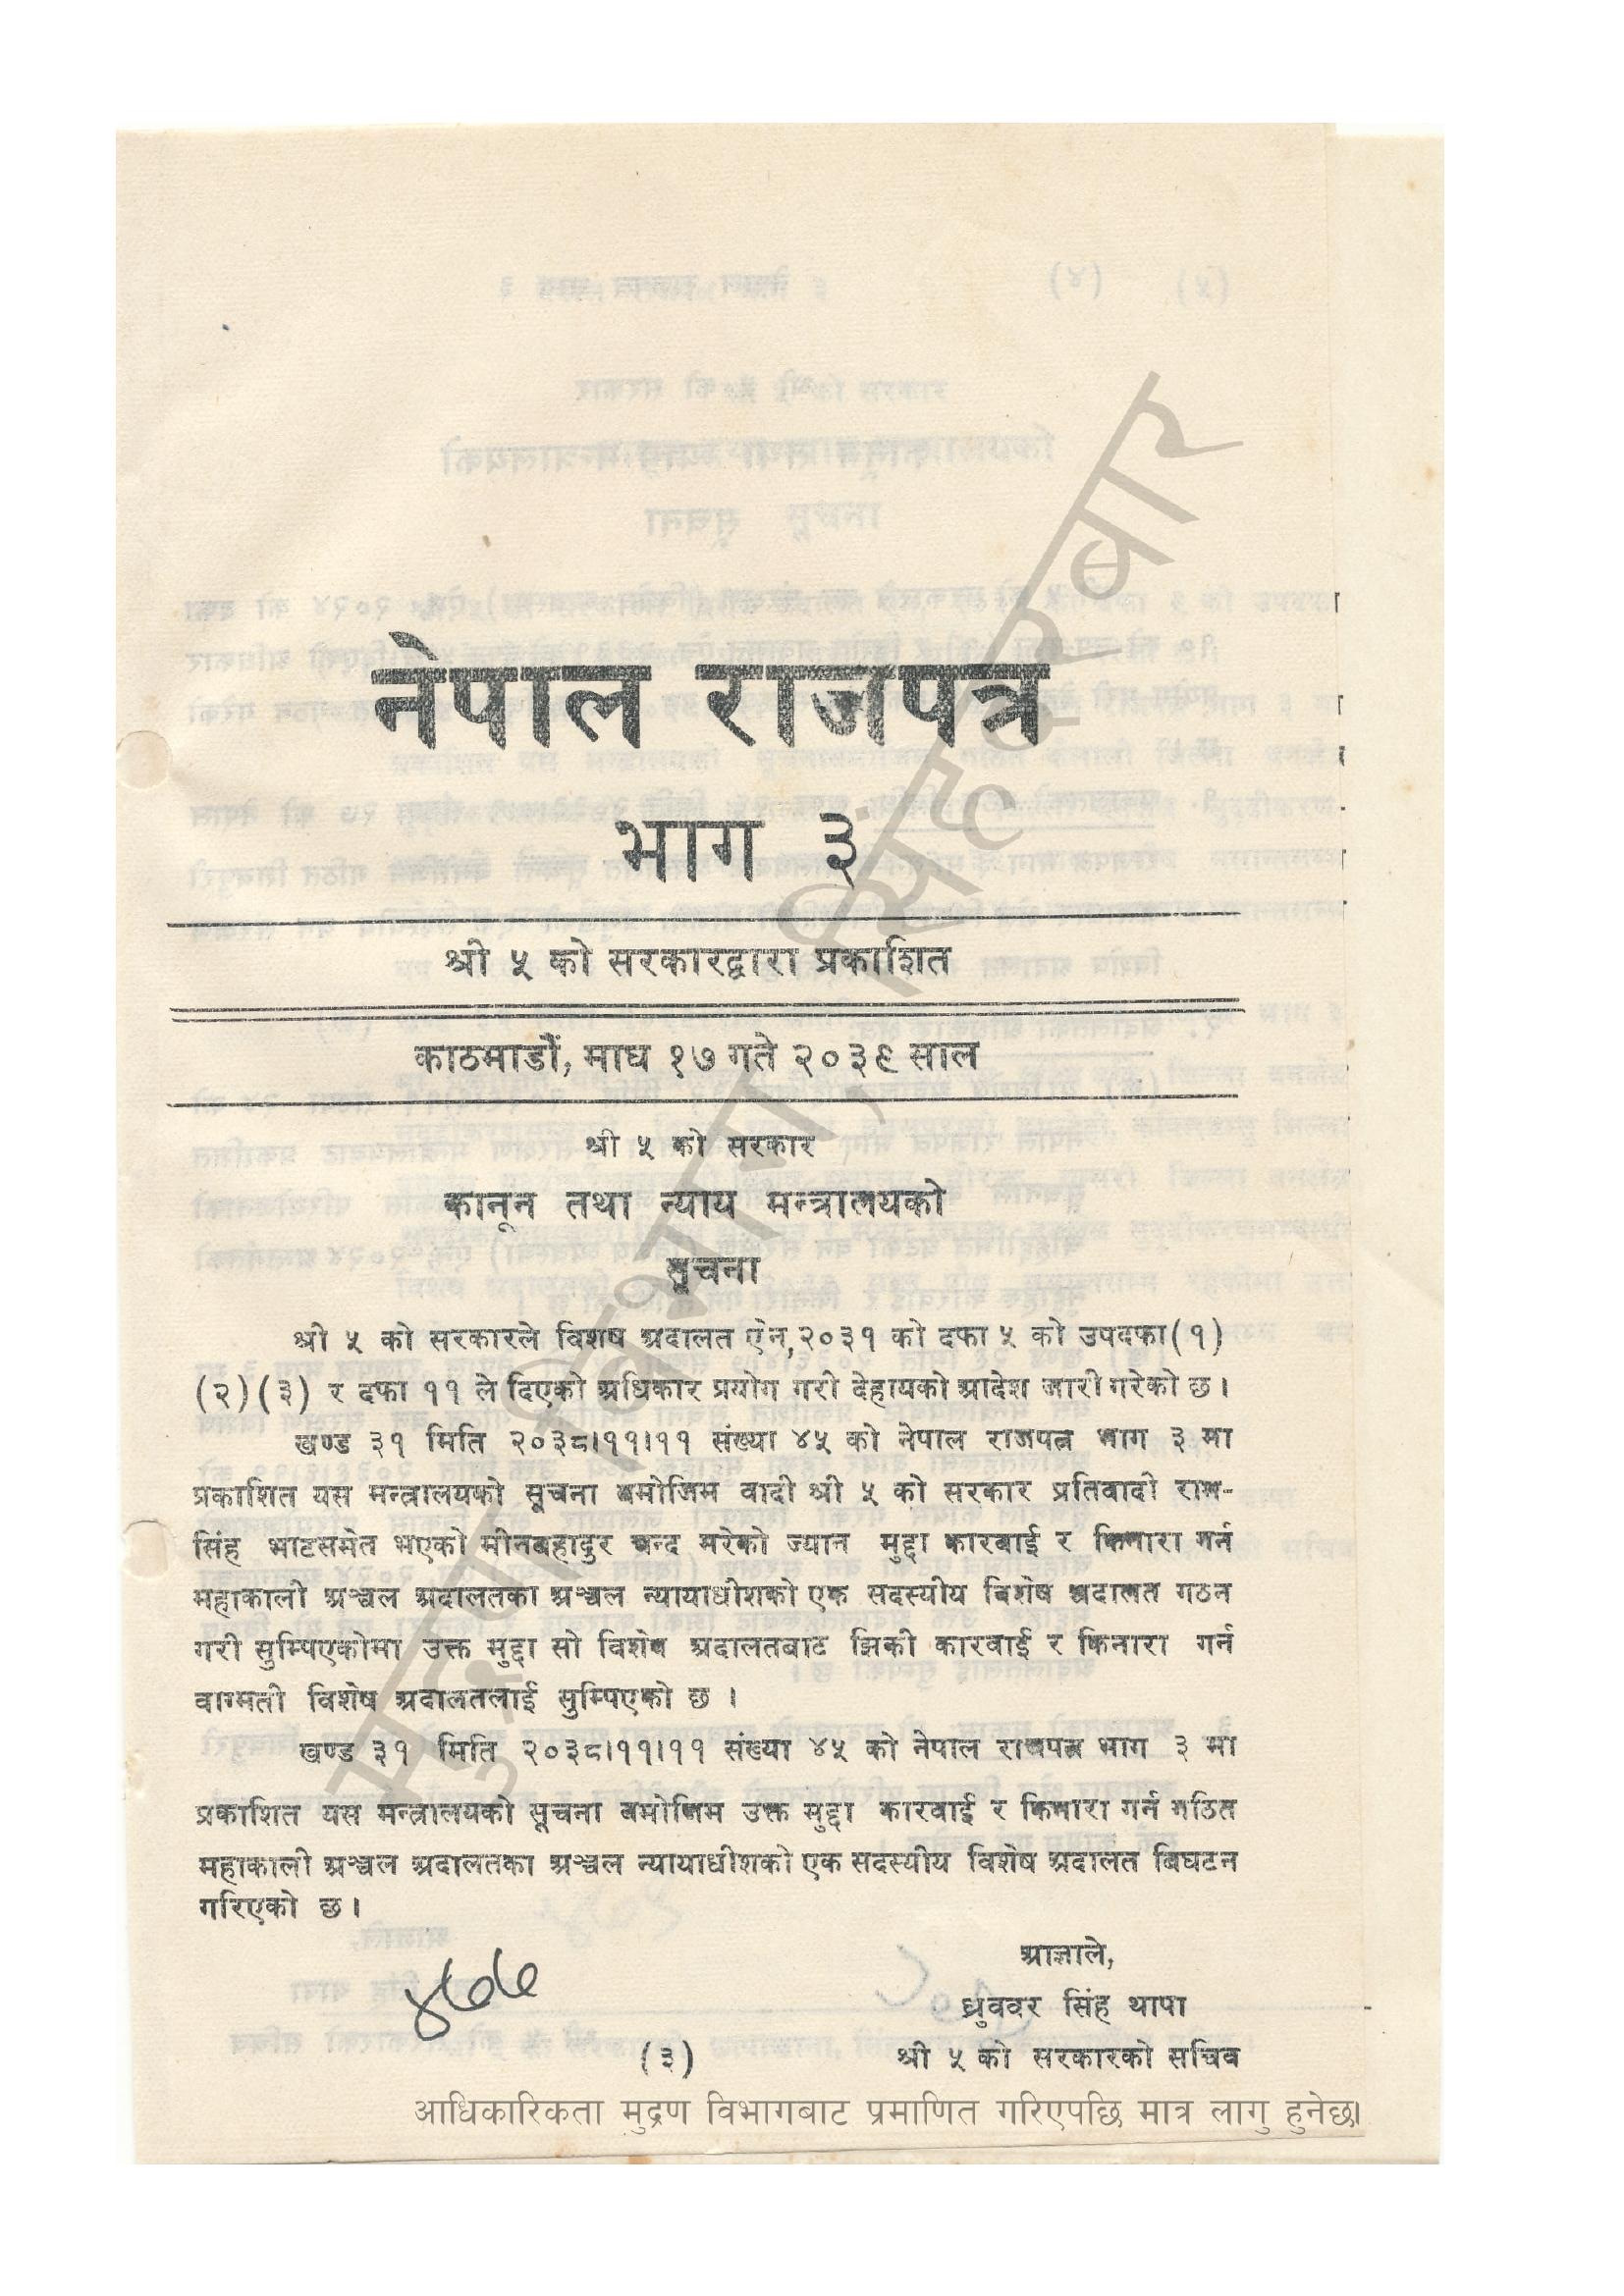 नेपाल राजपत्र
भाग ३
श्री ५ को सरकारद्वारा प्रकाशित
काठमाडौं, माघ १७ गते २०३९ साल
श्री ५ को सरकार
कानून तथा न्याय मन्त्रालयको
सूचना
श्री ५ को सरकारले विशेष अदालत ऐन,२०३१ को दफा ५ को उपदफा(१)
(२)(३) र दफा ११ ले दिएको अधिकार प्रयोग गरी देहायको आदेश जारी गरेको छ।
खण्ड ३१ मिति २०३८।११।११ संख्या ४५ को नेपाल राजपत्र भाग ३ मा
प्रकाशित यस मन्त्रालयको सूचना बमोजिम वादी श्री ५ को सरकार प्रतिवादी राम-
सिंह भाटसमेत भएको मीनबहादुर चन्द मरेको ज्यान मुद्दा कारबाई र किनारा गर्न
महाकाली अञ्चल अदालतका अञ्चल न्यायाधीशको एक सदस्यीय विशेष अदालत गठन
गरी सुम्पिएकोमा उक्त मुद्दा सो विशेष अदालतबाट झिकी कारवाई र किनारा गर्न
वाग्मती विशेष अदालतलाई सुम्पिएको छ ।
खण्ड ३१ मिति २०३८।११।११ संख्या ४५ को नेपाल राजपत्र भाग ३ मा
प्रकाशित यस मन्त्रालयको सूचना बमोजिम उक्त मुद्दा कारवाई र किनारा गर्न गठित
महाकाली अञ्चल अदालतका अञ्चल न्यायाधीशको एक सदस्यीय विशेष अदालत बिघटन
गरिएको छ ।
आज्ञाले,
ध्रुववर सिंह थापा
श्री ५ को सरकारको सचिव
(३)
आधिकारिकता मुद्रण विभागबाट प्रमाणित गरिएपछि मात्र लागु हुनेछ।
मुद्रण विभाग, सिंहदरबार